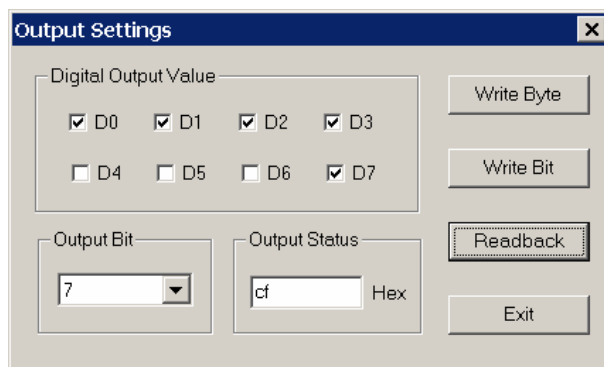 Output Settings
Digital Output Value
D0 D1 D2 D3
D4 D5 D6 D7
Write Byte
Write Bit
Output Bit
7
Output Status
cf Hex
Readback
Exit